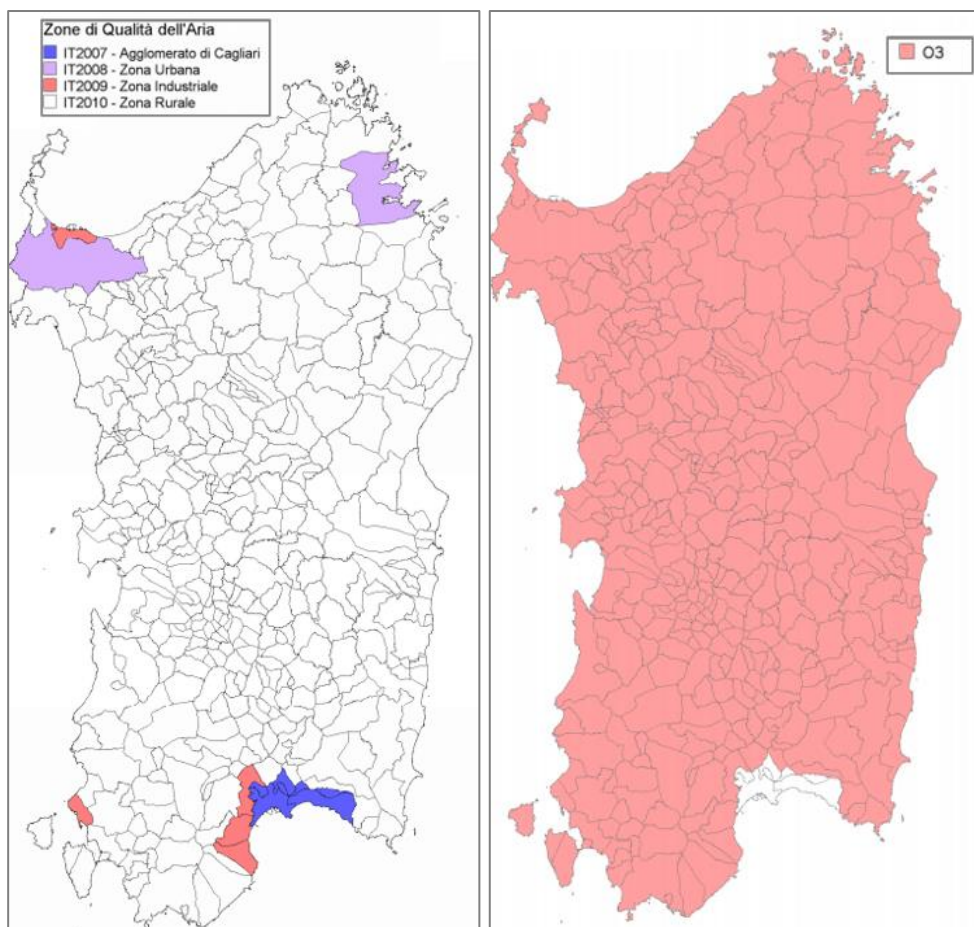 Zone di Qualità dell'Aria
IT2007 - Agglomerato di Cagliari
IT2008 - Zona Urbana
IT2009 - Zona Industriale
IT2010 - Zona Rurale
O3